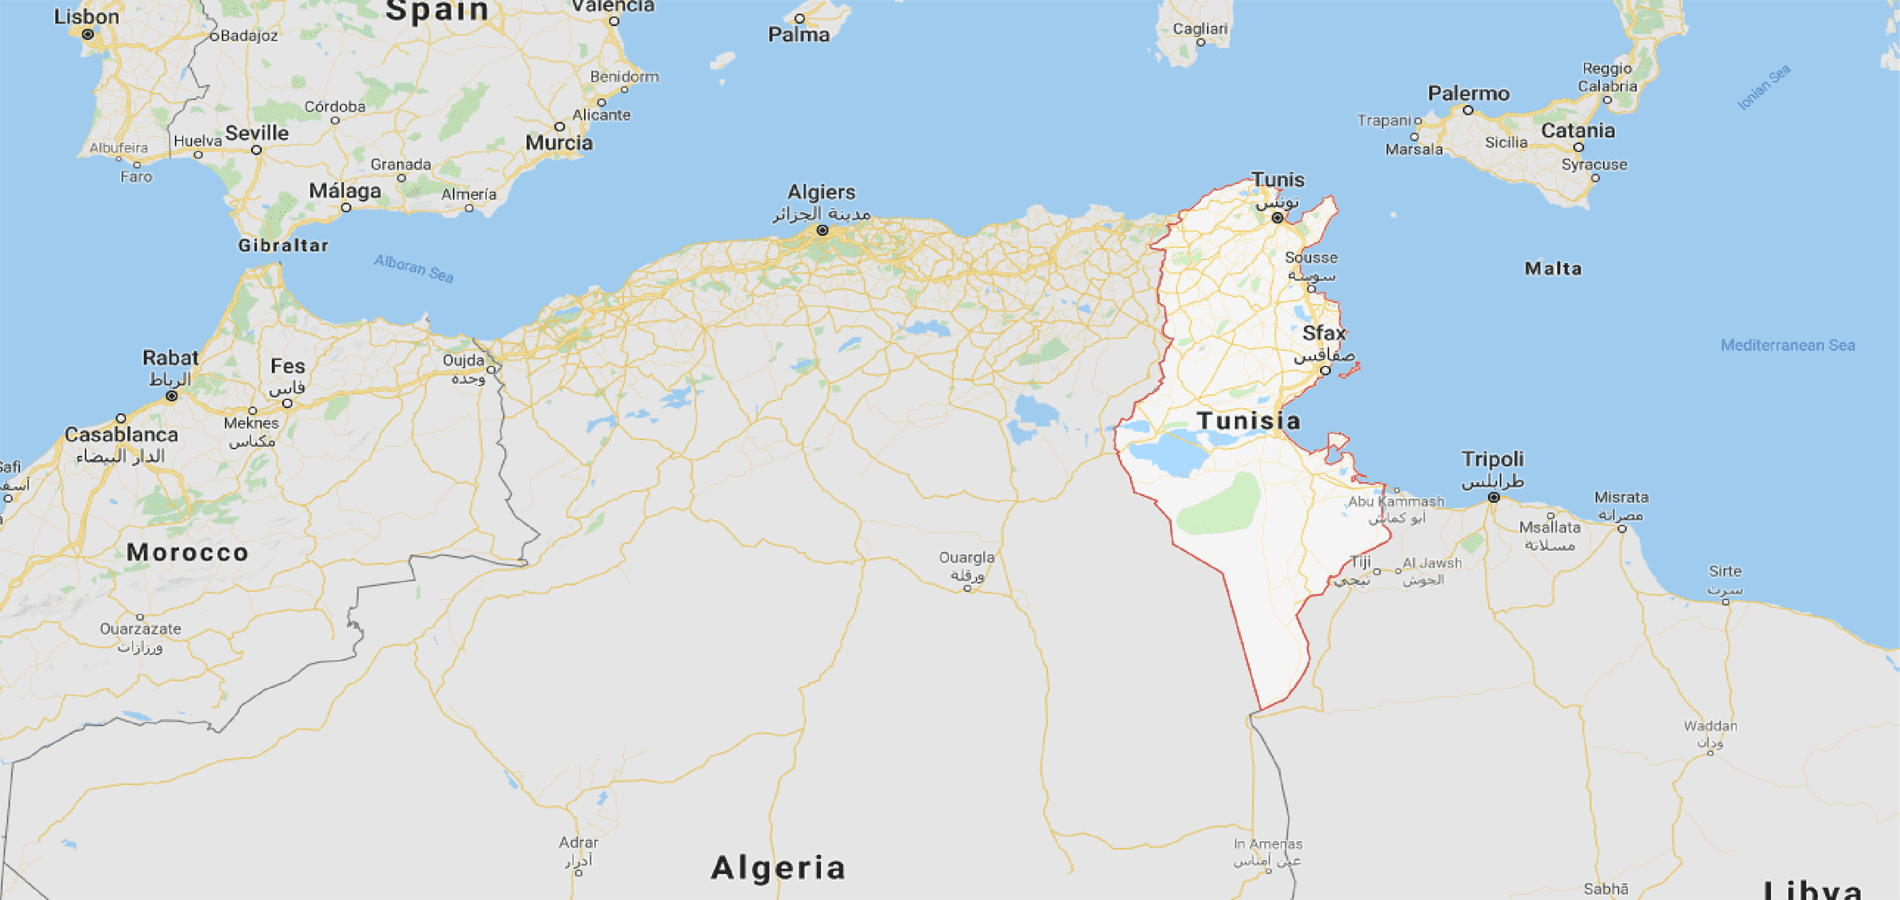 Lisbon
Badajoz
Spain
Valencia
Palma
Cagliari
Benidorm
Reggio
Calabria
Ionian Sea
Palermo
Córdoba
Alicante
Trapani
Catania
Seville
Huelva
Murcia
Marsala
Sicilia
Albufeira
Faro
Granada
Syracuse
Málaga
Almería
Algiers
مدينة الجزائر
Tunis
تونس
Gibraltar
Alboran Sea
Sousse
سوسة
Malta
Sfax
صفاقس
Mediterranean Sea
Rabat
الرباط
Fes
فاس
Oujda
وجدة
Meknes
مكناس
Casablanca
الدار البيضاء
Tunisia
Safi
آسفي
Tripoli
طرابلس
Abu Kammash
أبو كماش
Misrata
مصراتة
Msallata
مسلاتة
Morocco
Ouargla
ورقلة
Tiji
تيجي
Al Jawsh
الجوش
Sirte
سرت
Ouarzazate
ورزازات
Waddan
ودان
Adrar
أدرار
Algeria
In Amenas
عين أمناس
Sabhā
Libya